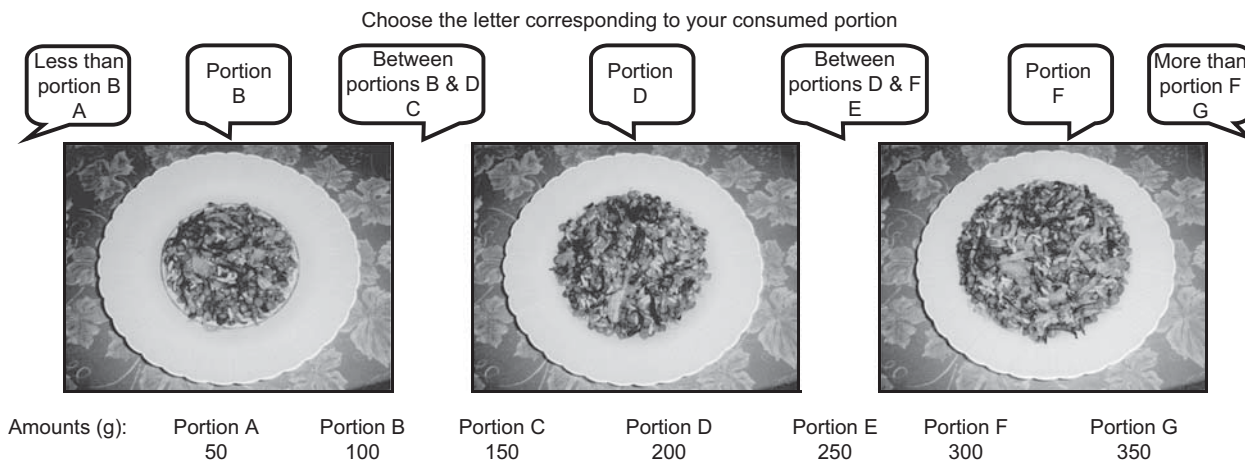 Choose the letter corresponding to your consumed portion
Less than
portion B
A
Portion
B
Between
portions B & D
C
Portion
D
Between
portions D & F
E
Portion
F
More than
portion F
G
Amounts (g): Portion A Portion B Portion C Portion D Portion E Portion F Portion G
50 100 150 200 250 300 350